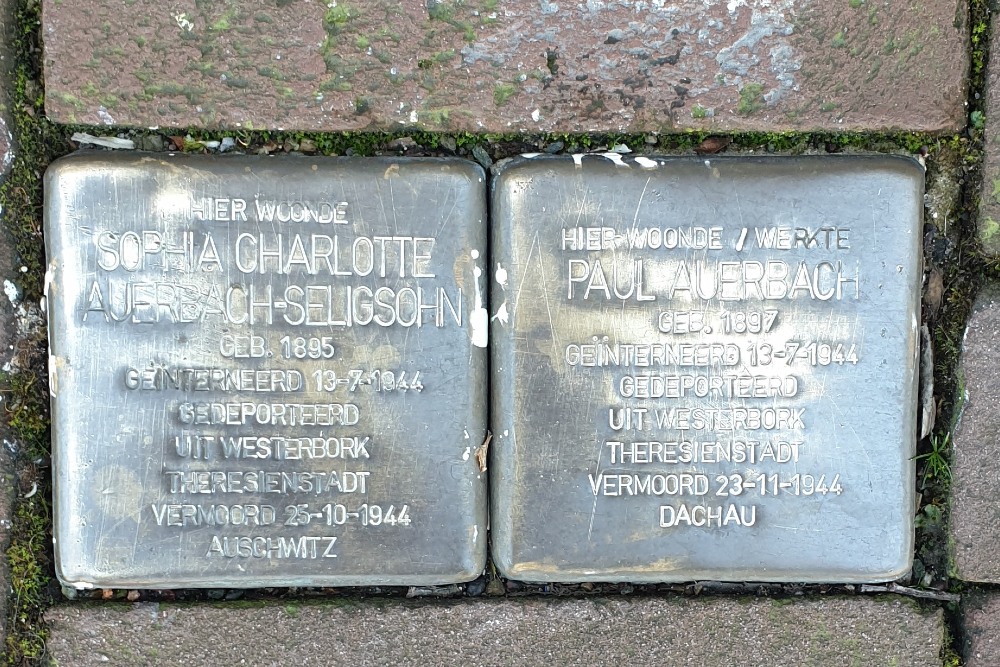 HIER WOONDE
SOPHIA CHARLOTTE
AUERBACH-SELIGSOHN
GEB. 1895
GEÏNTERNEERD 13-7-1944
GEDEPORTEERD
UIT WESTERBORK
THERESIENSTADT
VERMOORD 25-10-1944
AUSCHWITZ
HIER WOONDE / WERKTE
PAUL AUERBACH
GEB. 1897
GEÏNTERNEERD 13-7-1944
GEDEPORTEERD
UIT WESTERBORK
THERESIENSTADT
VERMOORD 23-11-1944
DACHAU